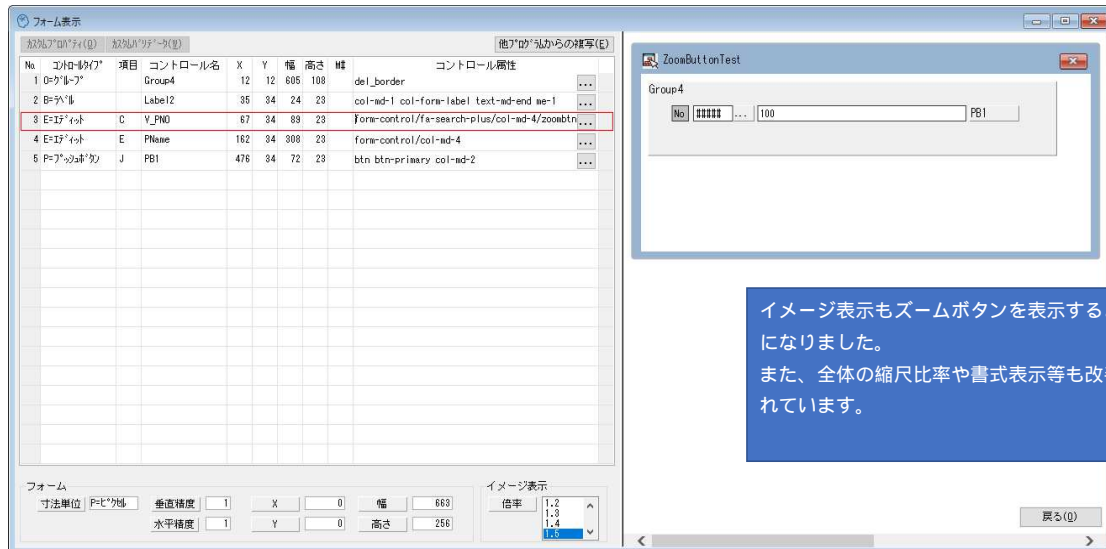 フォーム表示
カスタムプロパティ(Q) カスタムバリデータ(V) 他プログラムからの複写(E)
No. コントロールタイプ 項目 コントロール名 X Y 幅 高さ コントロール属性
1 O=グループ Group4 12 12 605 108 del_border ...
2 B=ラベル Label2 35 34 24 23 col-md-1 col-form-label text-md-end me-1 ...
3 E=エディット C V_PNO 67 34 89 23 form-control/fa-search-plus/col-md-4/zoombtn ...
4 E=エディット E PName 162 34 308 23 form-control/col-md-4 ...
5 P=プッシュボタン J PB1 476 34 72 23 btn btn-primary col-md-2 ...
フォーム
寸法単位 P=ピクセル 垂直精度 1 X 0 幅 663
水平精度 1 Y 0 高さ 256
イメージ表示
倍率 1.2
1.3
1.4
1.5
ZoomButtonTest
Group4
No ##### ... 100 PB1
イメージ表示もズームボタンを表示する
になりました。
また、全体の縮尺比率や書式表示等も改
れています。
戻る(Q)